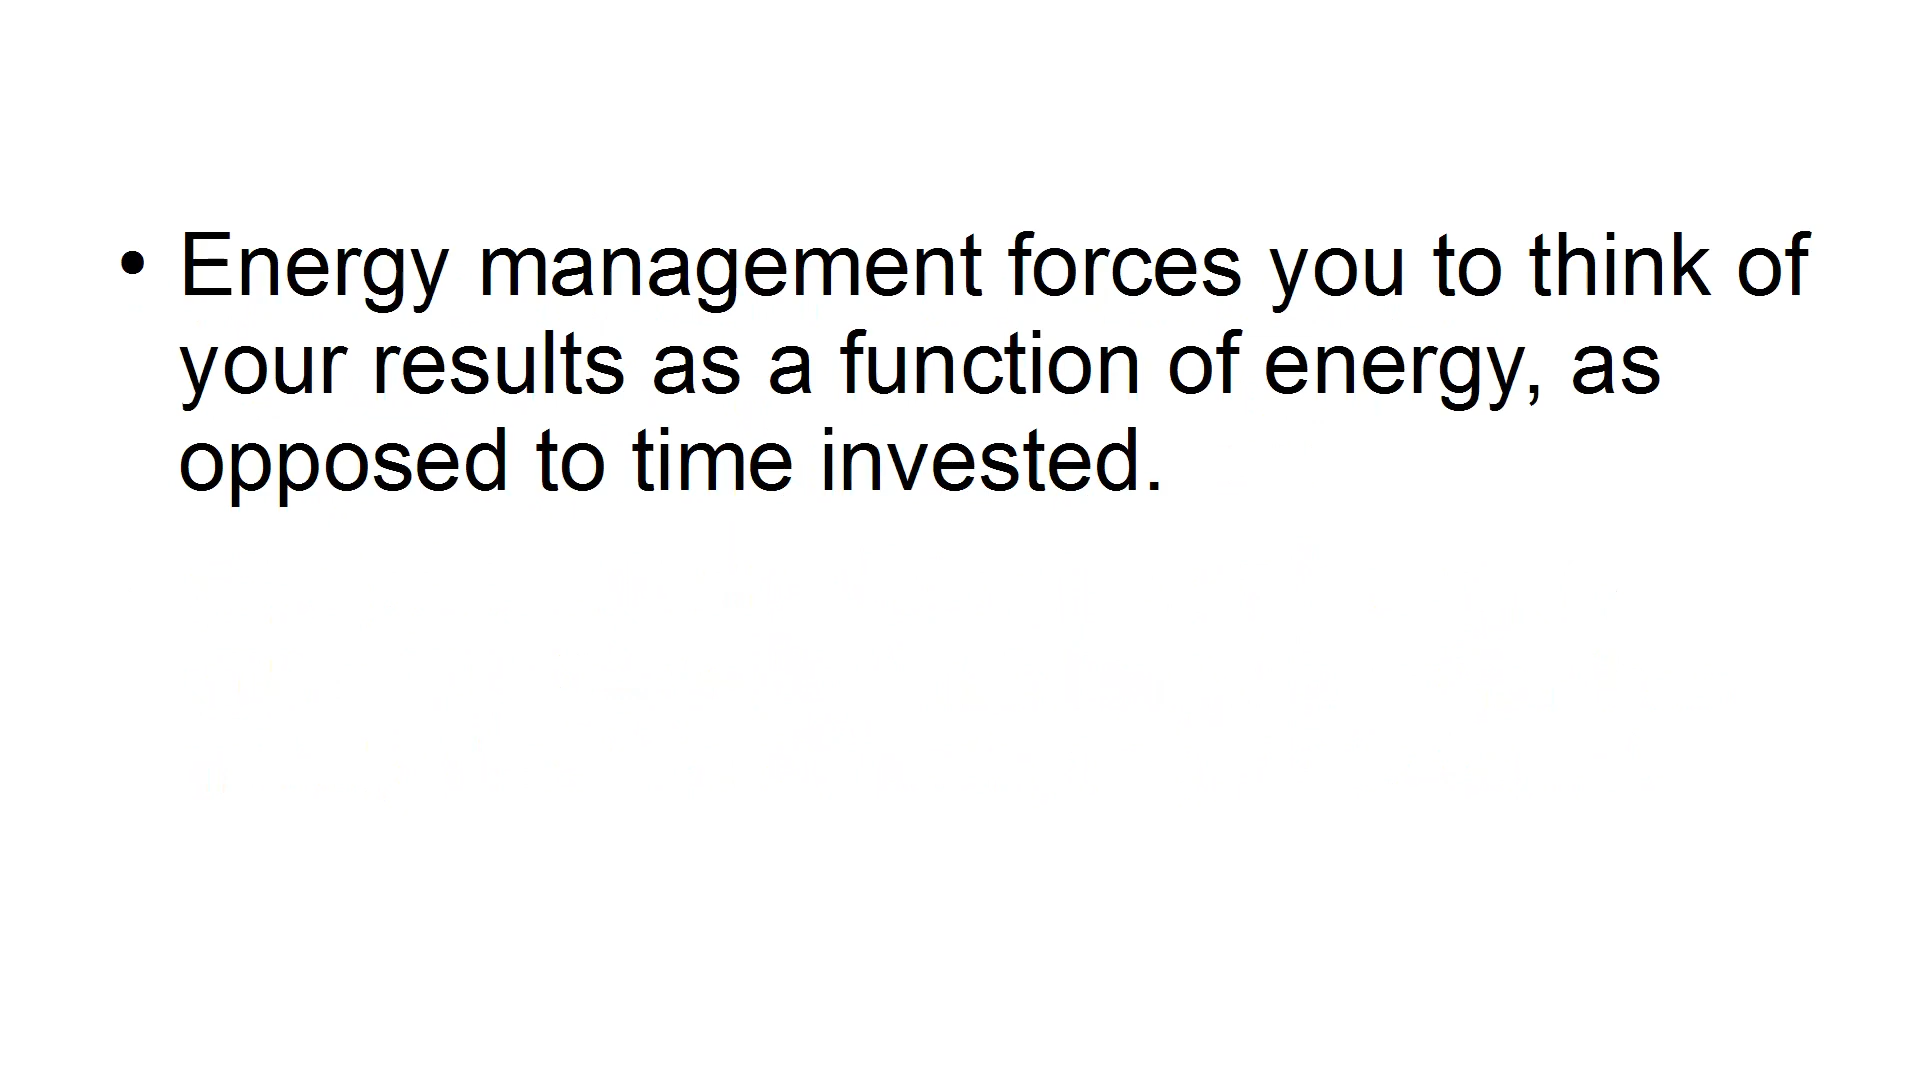 • Energy management forces you to think of
your results as a function of energy, as
opposed to time invested.